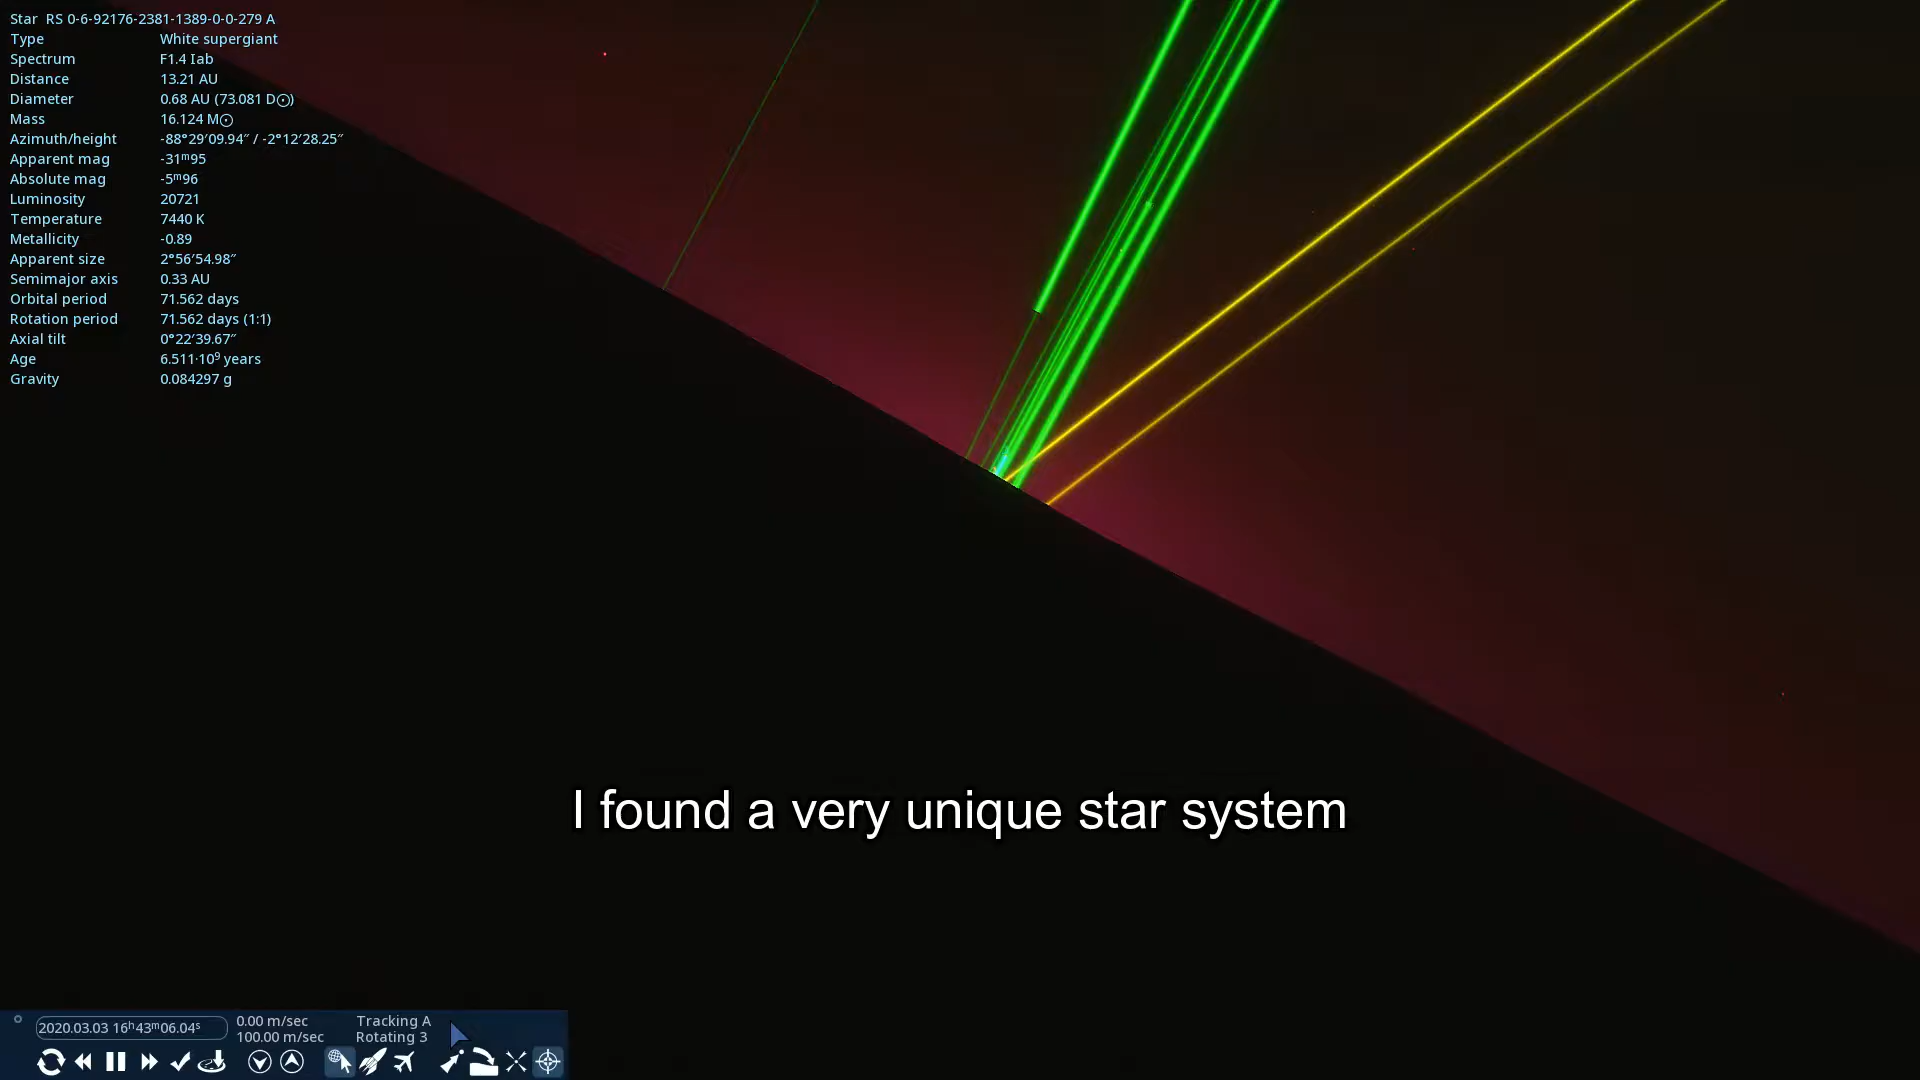 Star RS 0-6-92176-2381-1389-0-0-279 A
Type White supergiant
Spectrum F1.4 Iab
Distance 13.21 AU
Diameter 0.68 AU (73.081 D☉)
Mass 16.124 M☉
Azimuth/height -88°29′09.94″ / -2°12′28.25″
Apparent mag -31ᵐ95
Absolute mag -5ᵐ96
Luminosity 20721
Temperature 7440 K
Metallicity -0.89
Apparent size 2°56′54.98″
Semimajor axis 0.33 AU
Orbital period 71.562 days
Rotation period 71.562 days (1:1)
Axial tilt 0°22′39.67″
Age 6.511·10⁹ years
Gravity 0.084297 g
I found a very unique star system
2020.03.03 16ʰ43ᵐ06.04ˢ
0.00 m/sec
100.00 m/sec
Tracking A
Rotating 3